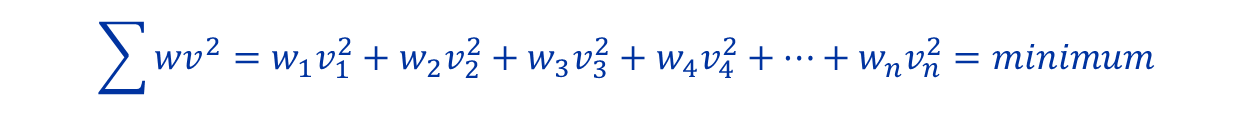 ∑ wv² = w₁v₁² + w₂v₂² + w₃v₃² + w₄v₄² + ⋯ + wₙvₙ² = minimum